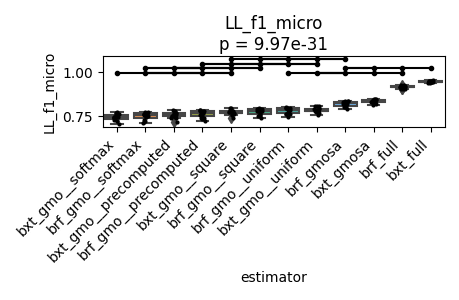 LL_f1_micro
p = 9.97e-31
LL_f1_micro
1.00
0.75
bxt_gmo__softmax
brf_gmo__softmax
bxt_gmo__precomputed
brf_gmo__precomputed
bxt_gmo__square
brf_gmo__square
brf_gmo__uniform
bxt_gmo__uniform
brf_gmosa
bxt_gmosa
brf_full
bxt_full
estimator